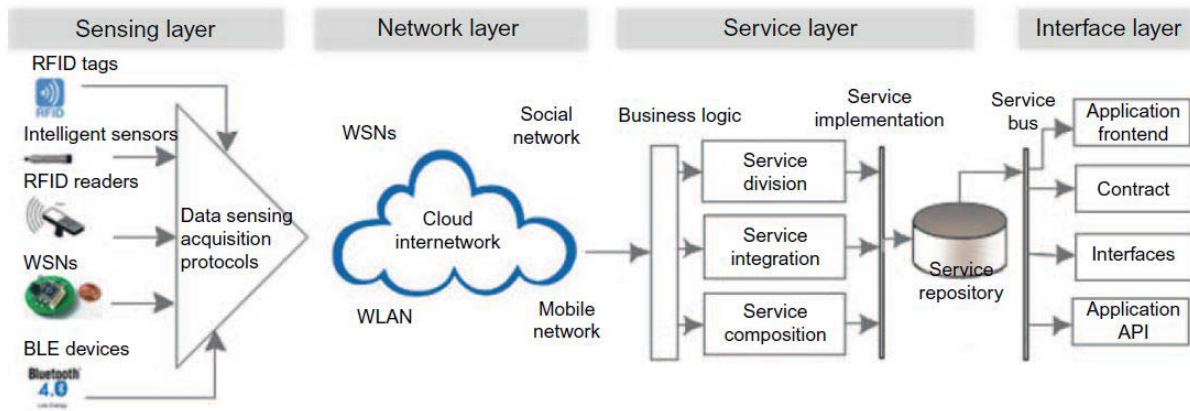 Sensing layer
Network layer
Service layer
Interface layer
RFID tags
RFID
Intelligent sensors
RFID readers
WSNs
BLE devices
Bluetooth
4.0
Data sensing
acquisition
protocols
WSNs
Social
network
Cloud
internetwork
WLAN
Mobile
network
Business logic
Service
division
Service
integration
Service
composition
Service
implementation
Service
repository
Service
bus
Application
frontend
Contract
Interfaces
Application
API